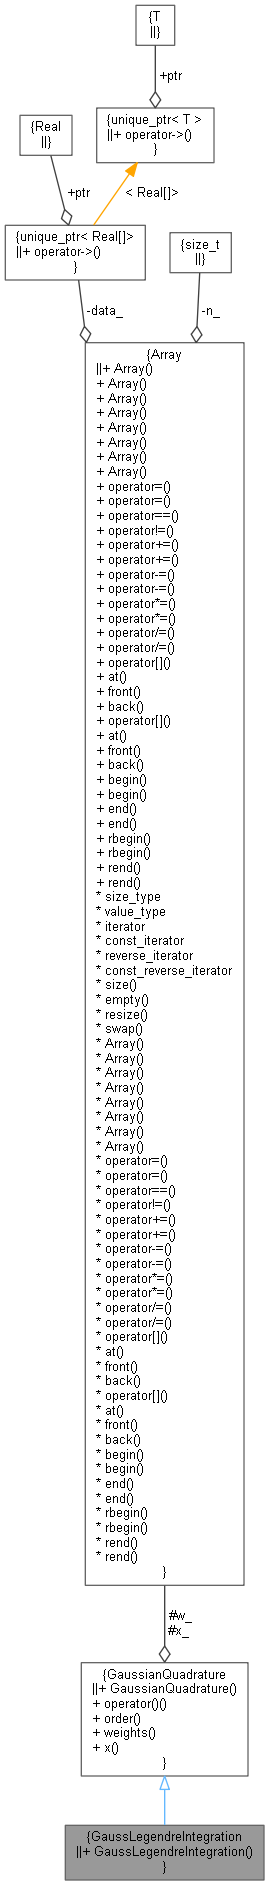 {T
||}
+ptr
{unique_ptr< T >
||+ operator->()
}
{Real
||}
+ptr
< Real[]>
{unique_ptr< Real[]>
||+ operator->()
}
{size_t
||}
-data_
-n_
{Array
||+ Array()
+ Array()
+ Array()
+ Array()
+ Array()
+ Array()
+ Array()
+ Array()
+ operator=()
+ operator=()
+ operator==()
+ operator!=()
+ operator+=()
+ operator+=()
+ operator-=()
+ operator-=()
+ operator*=()
+ operator*=()
+ operator/=()
+ operator/=()
+ operator[]()
+ at()
+ front()
+ back()
+ operator[]()
+ at()
+ front()
+ back()
+ begin()
+ begin()
+ end()
+ end()
+ rbegin()
+ rbegin()
+ rend()
+ rend()
* size_type
* value_type
* iterator
* const_iterator
* reverse_iterator
* const_reverse_iterator
* size()
* empty()
* resize()
* swap()
* Array()
* Array()
* Array()
* Array()
* Array()
* Array()
* Array()
* Array()
* operator=()
* operator=()
* operator==()
* operator!=()
* operator+=()
* operator+=()
* operator-=()
* operator-=()
* operator*=()
* operator*=()
* operator/=()
* operator/=()
* operator[]()
* at()
* front()
* back()
* operator[]()
* at()
* front()
* back()
* begin()
* begin()
* end()
* end()
* rbegin()
* rbegin()
* rend()
* rend()
}
#w_
#x_
{GaussianQuadrature
||+ GaussianQuadrature()
+ operator()()
+ order()
+ weights()
+ x()
}
{GaussLegendreIntegration
||+ GaussLegendreIntegration()
}